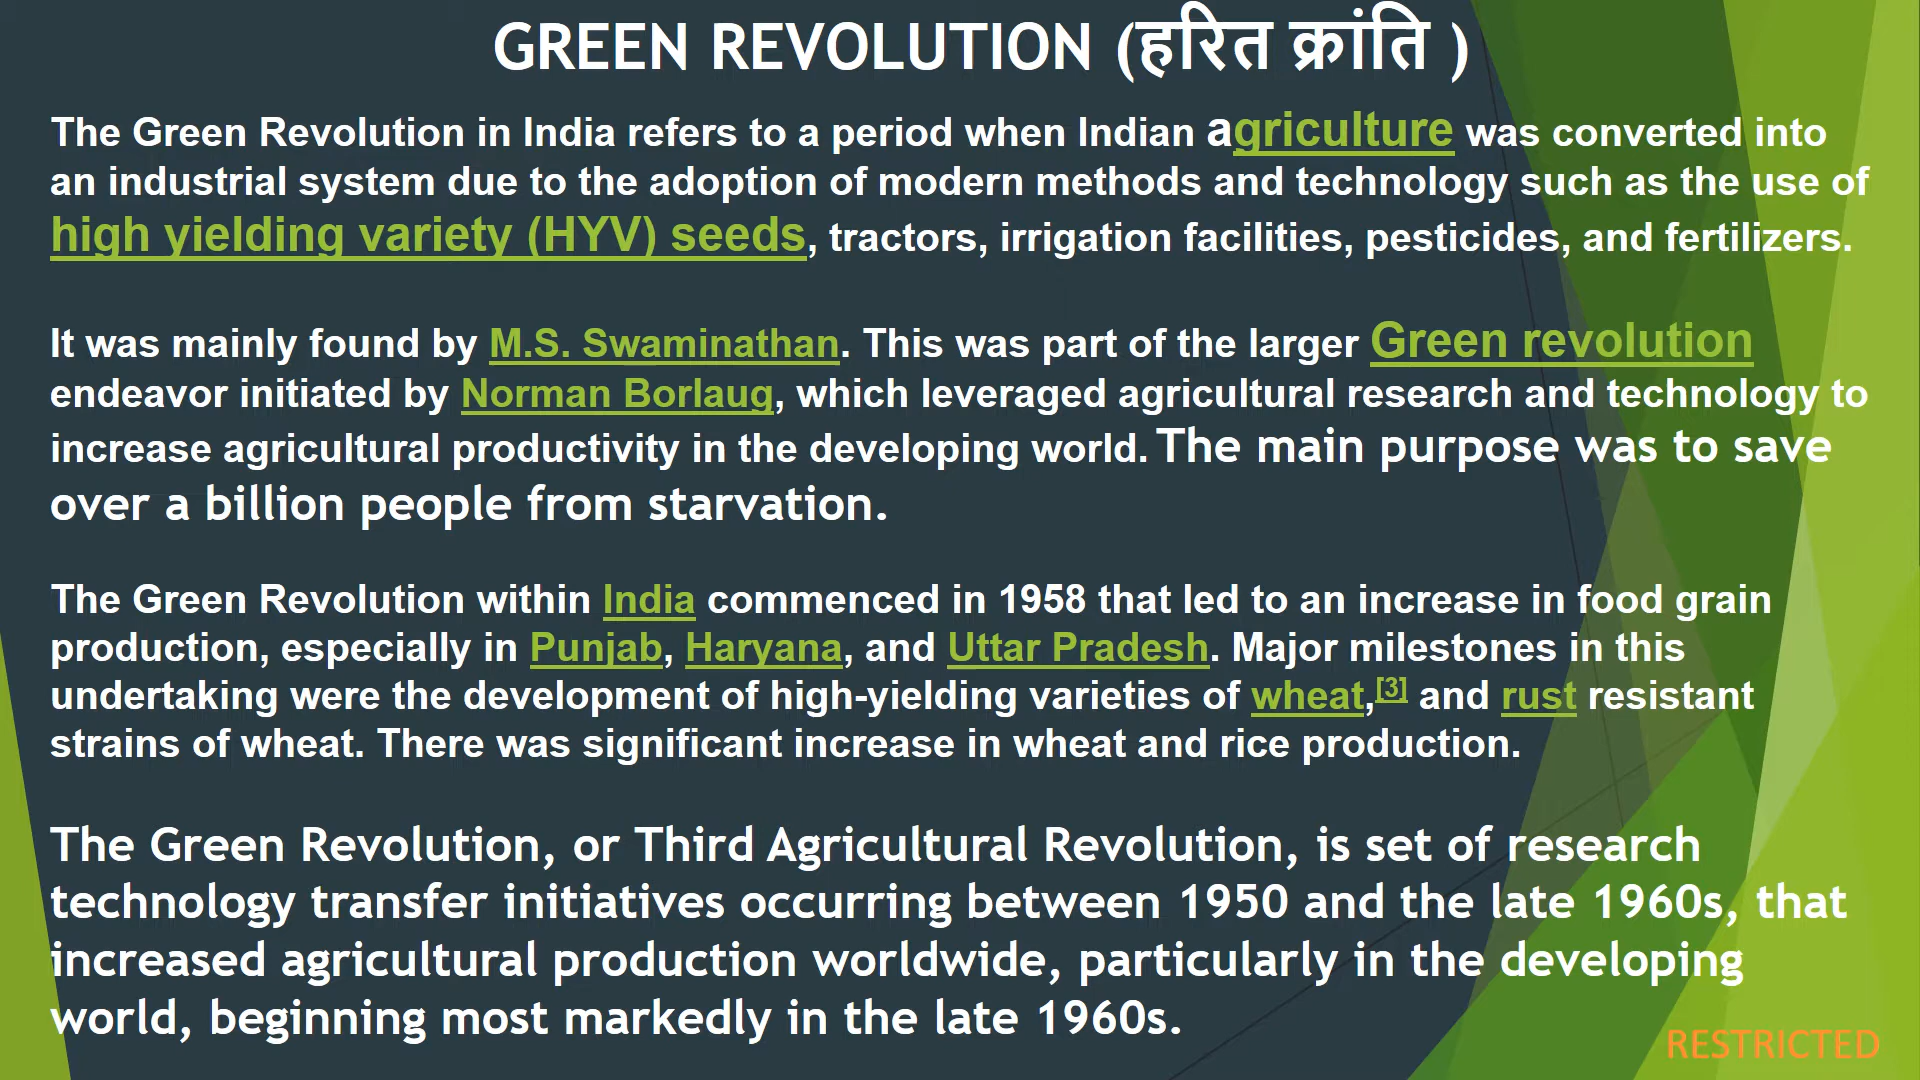 GREEN REVOLUTION (हरित क्रांति )
The Green Revolution in India refers to a period when Indian agriculture was converted into
an industrial system due to the adoption of modern methods and technology such as the use of
high yielding variety (HYV) seeds, tractors, irrigation facilities, pesticides, and fertilizers.
It was mainly found by M.S. Swaminathan. This was part of the larger Green revolution
endeavor initiated by Norman Borlaug, which leveraged agricultural research and technology to
increase agricultural productivity in the developing world. The main purpose was to save
over a billion people from starvation.
The Green Revolution within India commenced in 1958 that led to an increase in food grain
production, especially in Punjab, Haryana, and Uttar Pradesh. Major milestones in this
undertaking were the development of high-yielding varieties of wheat,[3] and rust resistant
strains of wheat. There was significant increase in wheat and rice production.
The Green Revolution, or Third Agricultural Revolution, is set of research
technology transfer initiatives occurring between 1950 and the late 1960s, that
increased agricultural production worldwide, particularly in the developing
world, beginning most markedly in the late 1960s.
RESTRICTED